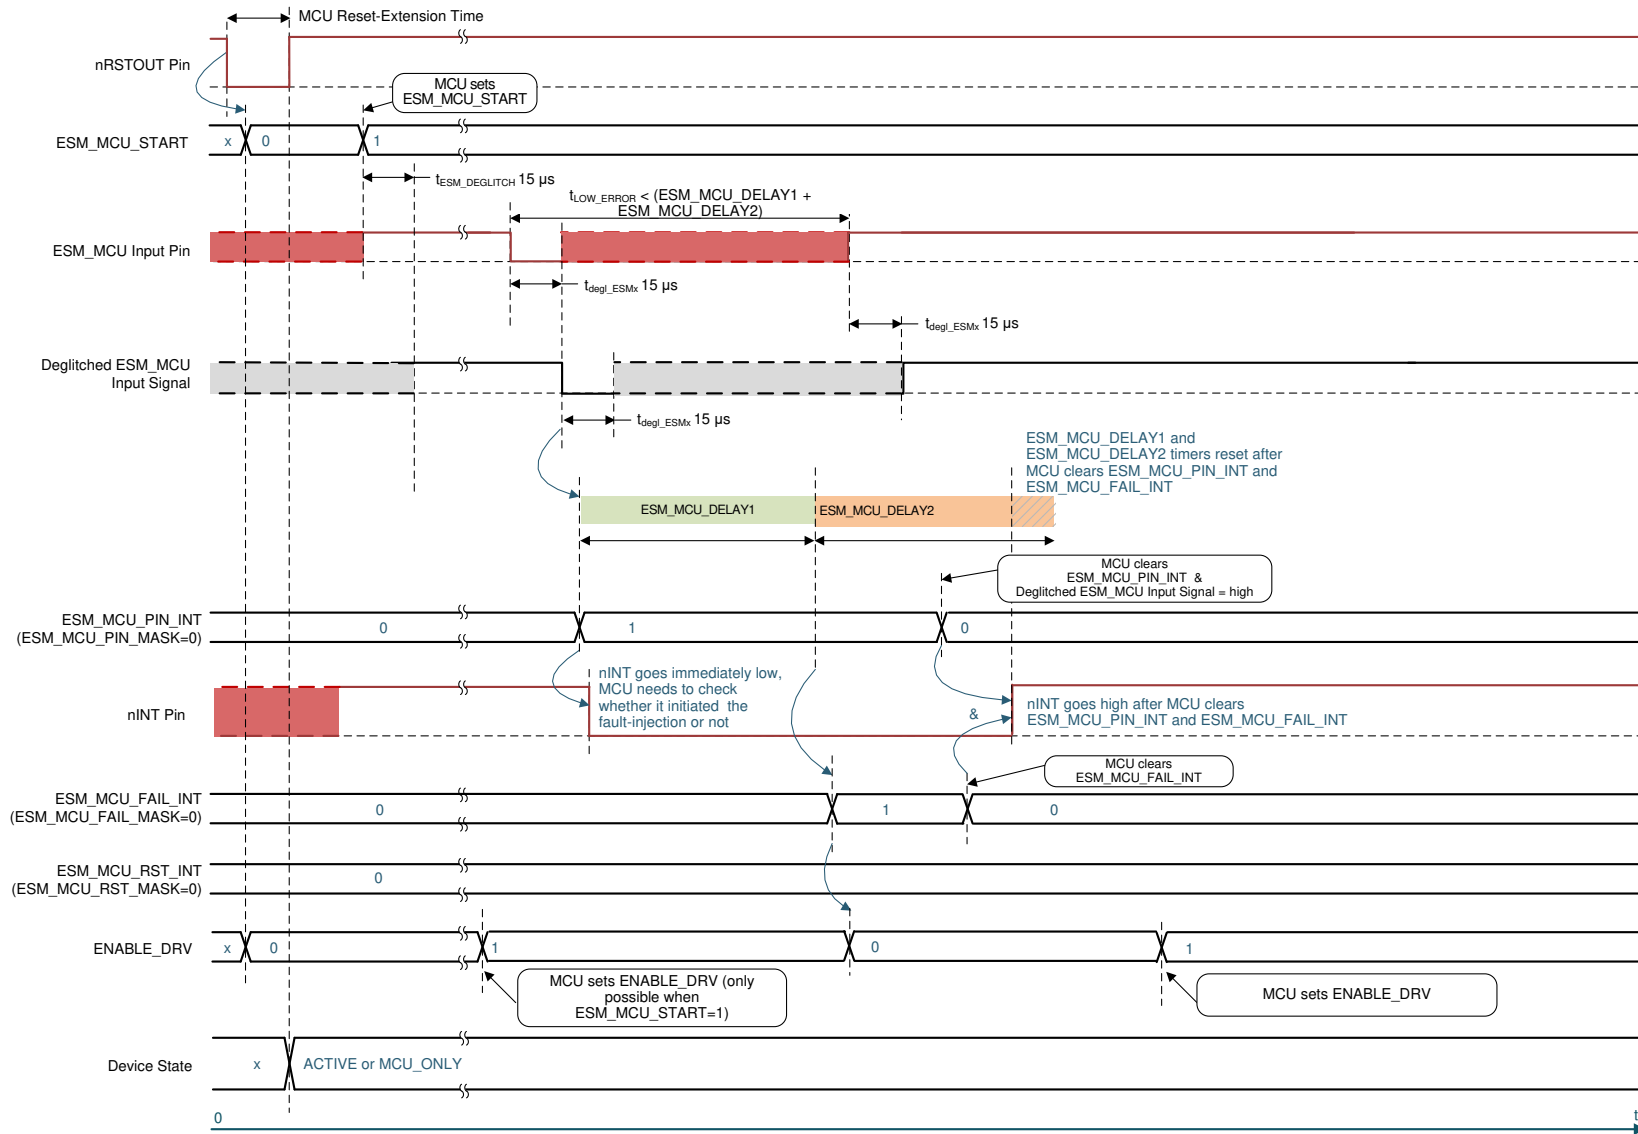 MCU Reset-Extension Time
nRSTOUT Pin
MCU sets
ESM_MCU_START
ESM_MCU_START
x
0
1
tESM_DEGLITCH 15 µs
tLOW_ERROR < (ESM_MCU_DELAY1 +
ESM_MCU_DELAY2)
ESM_MCU Input Pin
tdegl_ESMx 15 µs
tdegl_ESMx 15 µs
Deglitched ESM_MCU
Input Signal
tdegl_ESMx 15 µs
ESM_MCU_DELAY1 and
ESM_MCU_DELAY2 timers reset after
MCU clears ESM_MCU_PIN_INT and
ESM_MCU_FAIL_INT
ESM_MCU_DELAY1
ESM_MCU_DELAY2
MCU clears
ESM_MCU_PIN_INT &
Deglitched ESM_MCU Input Signal = high
ESM_MCU_PIN_INT
(ESM_MCU_PIN_MASK=0)
0
1
0
nINT goes immediately low,
MCU needs to check
whether it initiated the
fault-injection or not
nINT Pin
&
nINT goes high after MCU clears
ESM_MCU_PIN_INT and ESM_MCU_FAIL_INT
MCU clears
ESM_MCU_FAIL_INT
ESM_MCU_FAIL_INT
(ESM_MCU_FAIL_MASK=0)
0
1
0
ESM_MCU_RST_INT
(ESM_MCU_RST_MASK=0)
0
ENABLE_DRV
x
0
1
0
1
MCU sets ENABLE_DRV (only
possible when
ESM_MCU_START=1)
MCU sets ENABLE_DRV
Device State
x
ACTIVE or MCU_ONLY
0
t